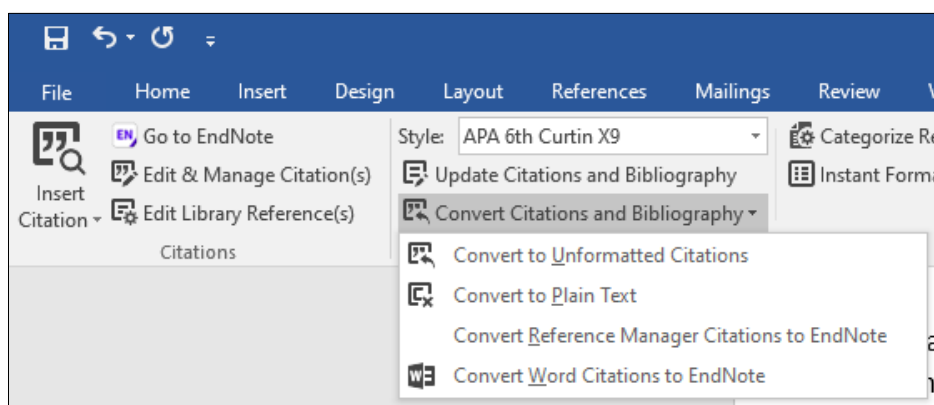 File Home Insert Design Layout References Mailings Review
EN Go to EndNote
Edit & Manage Citation(s)
Edit Library Reference(s)
Insert
Citation
Citations
Style: APA 6th Curtin X9
Update Citations and Bibliography
Convert Citations and Bibliography
Categorize Re
Instant Forma
Convert to Unformatted Citations
Convert to Plain Text
Convert Reference Manager Citations to EndNote
Convert Word Citations to EndNote